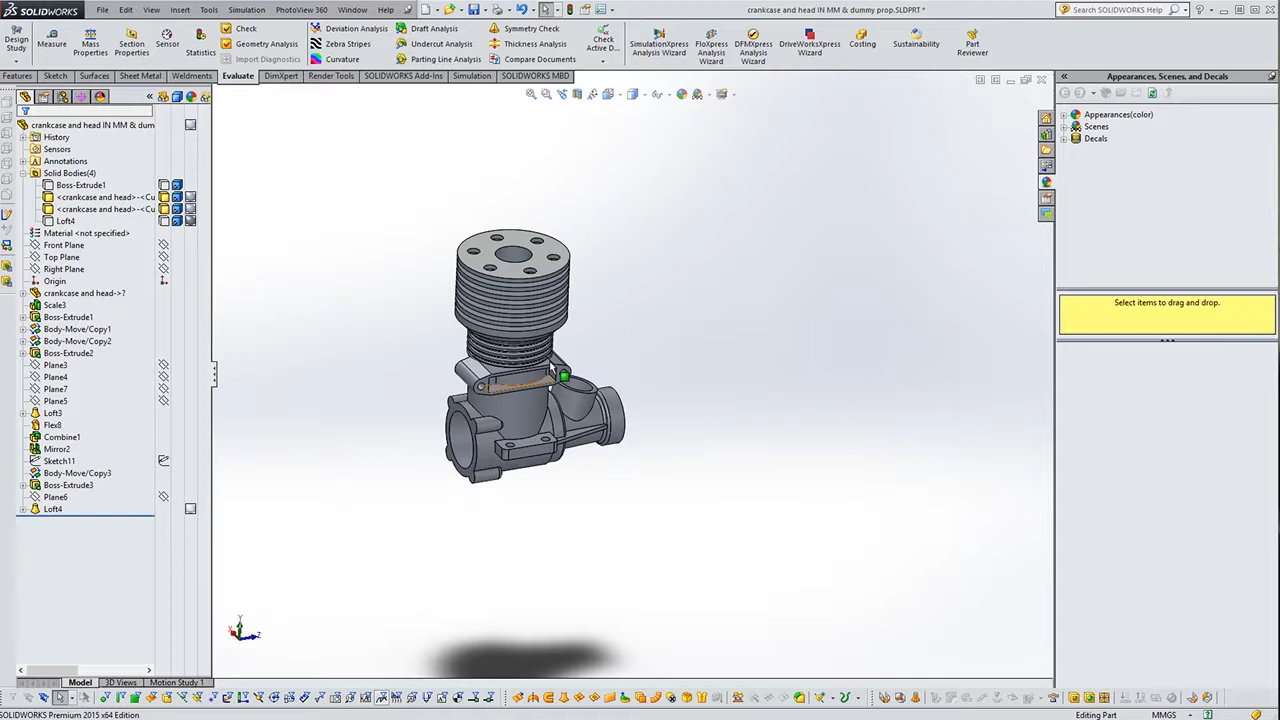 SOLIDWORKS File Edit View Insert Tools Simulation PhotoView 360 Window Help crankcase and head IN MM & dummy prop.SLDPRT * Search SOLIDWORKS Help
Design Study
Measure
Mass Properties
Section Properties
Sensor
Statistics
Check
Geometry Analysis
Import Diagnostics
Deviation Analysis
Zebra Stripes
Curvature
Draft Analysis
Undercut Analysis
Parting Line Analysis
Symmetry Check
Thickness Analysis
Compare Documents
Check Active D...
SimulationXpress Analysis Wizard
FloXpress Analysis Wizard
DFMXpress Analysis Wizard
DriveWorksXpress Wizard
Costing
Sustainability
Part Reviewer
Features Sketch Surfaces Sheet Metal Weldments Evaluate DimXpert Render Tools SOLIDWORKS Add-Ins Simulation SOLIDWORKS MBD
Appearances, Scenes, and Decals
Appearances(color)
Scenes
Decals
Select items to drag and drop.
crankcase and head IN MM & dumm
History
Sensors
Annotations
Solid Bodies(4)
Boss-Extrude1
<crankcase and head>-<Cu
<crankcase and head>-<Cu
Loft4
Material <not specified>
Front Plane
Top Plane
Right Plane
Origin
crankcase and head->?
Scale3
Boss-Extrude1
Body-Move/Copy1
Body-Move/Copy2
Boss-Extrude2
Plane3
Plane4
Plane7
Plane5
Loft3
Flex8
Combine1
Mirror2
Sketch11
Body-Move/Copy3
Boss-Extrude3
Plane6
Loft4
Y
X
Z
Model 3D Views Motion Study 1
SOLIDWORKS Premium 2015 x64 Edition Editing Part MMGS